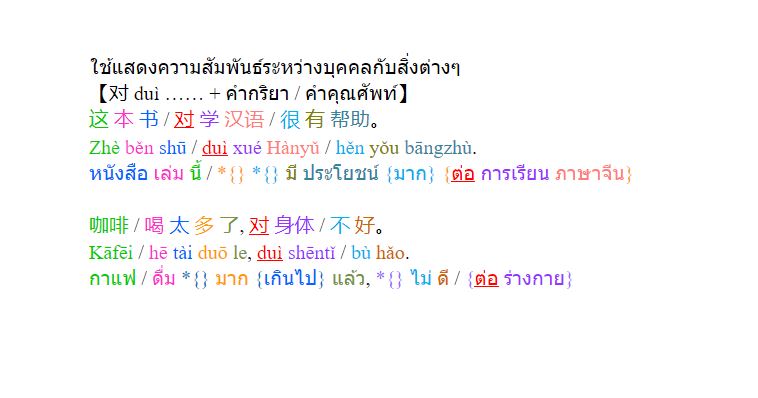 ใช้แสดงความสัมพันธ์ระหว่างบุคคลกับสิ่งต่างๆ
【对 duì …… + คำกริยา / คำคุณศัพท์】
这 本 书 / 对 学 汉语 / 很 有 帮助。
Zhè běn shū / duì xué Hànyǔ / hěn yǒu bāngzhù.
หนังสือ เล่ม นี้ / *{} *{} มี ประโยชน์ {มาก} {ต่อ การเรียน ภาษาจีน}
咖啡 / 喝 太 多 了, 对 身体 / 不 好。
Kāfēi / hē tài duō le, duì shēntǐ / bù hǎo.
กาแฟ / ดื่ม *{} มาก {เกินไป} แล้ว, *{} ไม่ ดี / {ต่อ ร่างกาย}